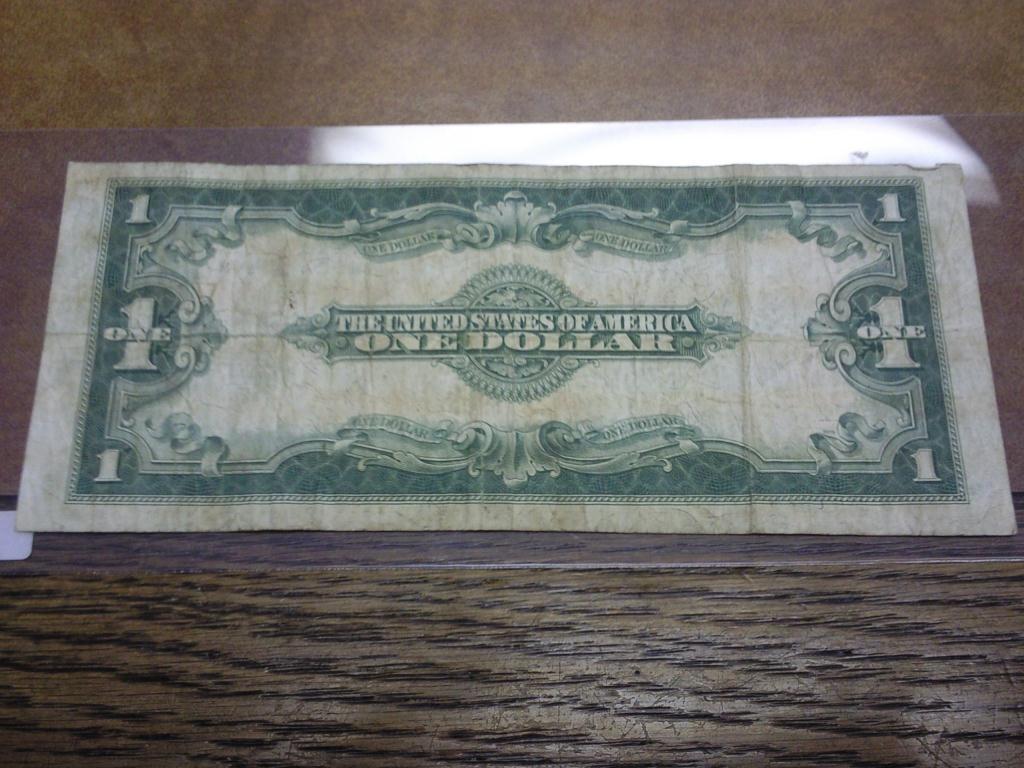 1 1
ONE DOLLAR ONE DOLLAR
1 ONE THE UNITED STATES OF AMERICA 1 ONE
ONE DOLLAR
ONE DOLLAR ONE DOLLAR
1 1